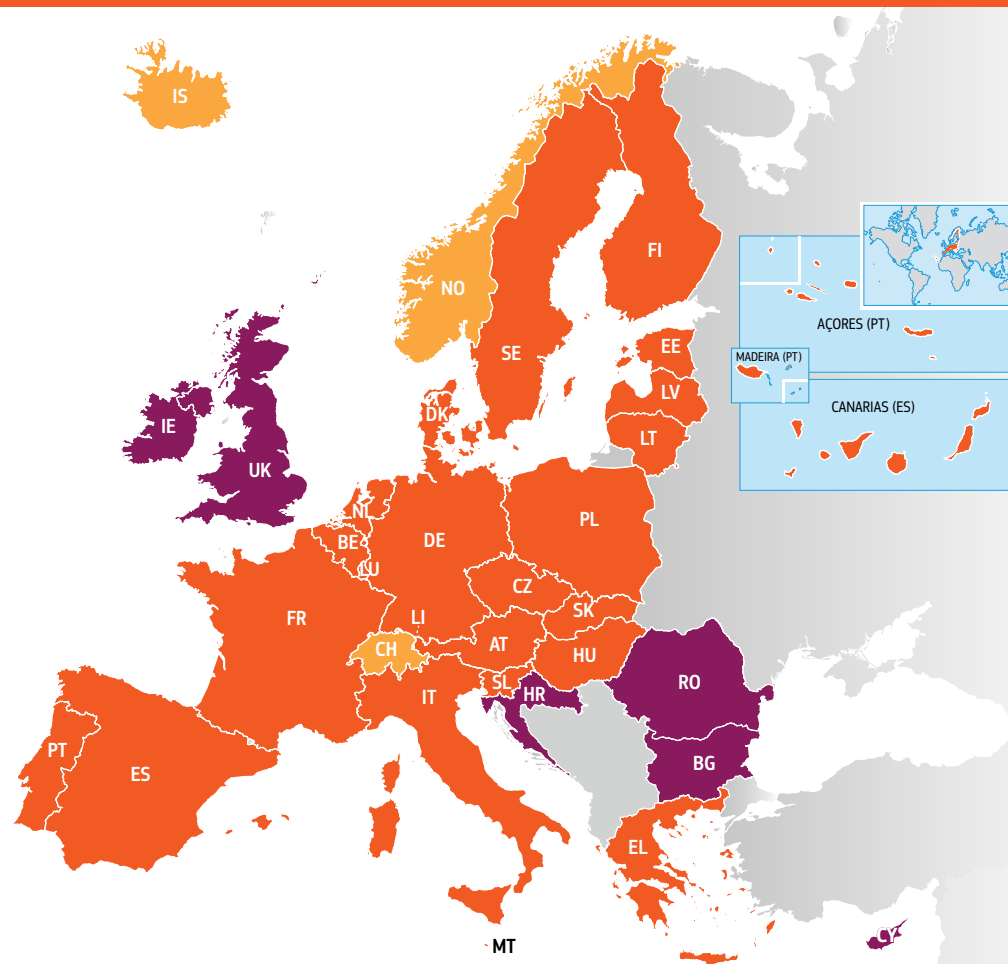 IS
NO
FI
SE
EE
LV
LT
DK
AÇORES (PT)
MADEIRA (PT)
CANARIAS (ES)
IE
UK
NL
BE
LU
DE
PL
CZ
SK
FR
LI
CH
AT
HU
SL
HR
RO
IT
BG
PT
ES
EL
CY
MT